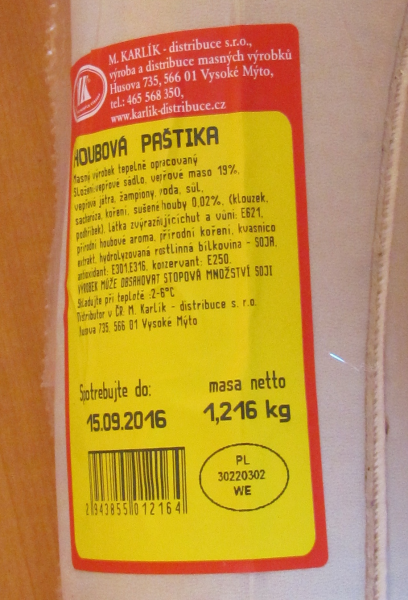 M. KARLÍK - distribuce s.r.o.,
výroba a distribuce masných výrobků
Husova 735, 566 01 Vysoké Mýto,
tel.: 465 568 350,
www.karlik-distribuce.cz
HOUBOVÁ PAŠTIKA
Masný výrobek tepelně opracovaný
Složení:vepřové sádlo, vepřové maso 19%,
vepřová játra, žampiony, voda, sůl,
sacharóza, koření, sušené houby 0,02%, (klouzek,
podhřibek), látka zvýrazňující chuť a vůni: E621,
přírodní houbové aroma, přírodní koření, kvasnico
extrakt, hydrolyzovaná rostlinná bílkovina - SOJA,
antioxidant: E301,E316, konzervant: E250.
VÝROBEK MŮŽE OBSAHOVAT STOPOVÁ MNOŽSTVÍ SOJI
Skladujte při teplotě :2-6°C
Distributor v ČR: M. Karlík - distribuce s. r. o.
Husova 735, 566 01 Vysoké Mýto
Spotřebujte do: masa netto
15.09.2016 1,216 kg
PL
30220302
WE
2 943855 012164